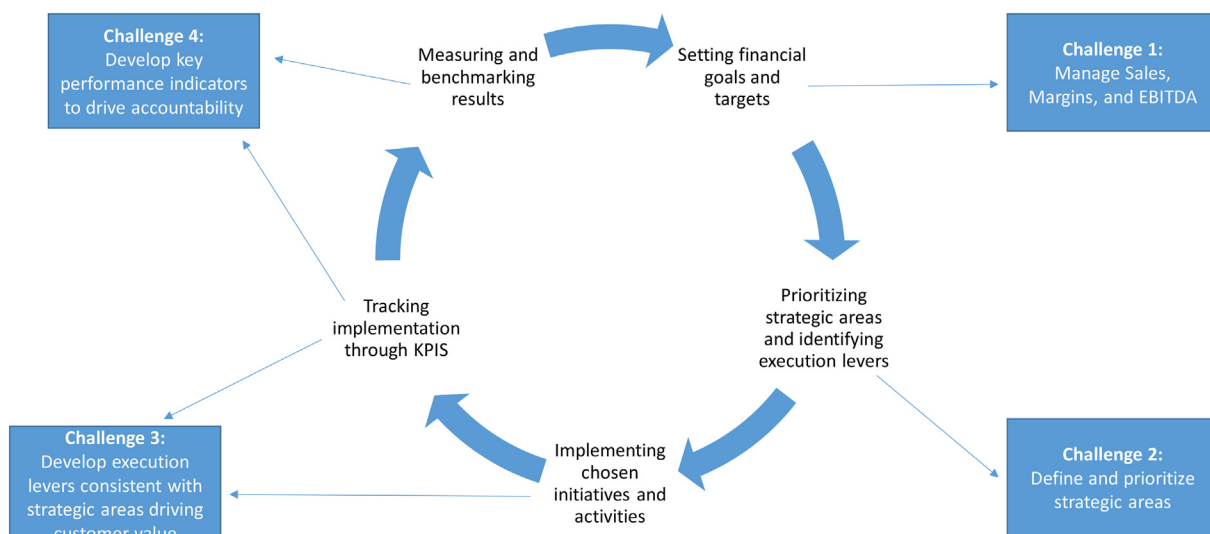 Challenge 4:
Develop key
performance indicators
to drive accountability
Measuring and
benchmarking
results
Setting financial
goals and
targets
Challenge 1:
Manage Sales,
Margins, and EBITDA
Tracking
implementation
through KPIS
Prioritizing
strategic areas
and identifying
execution levers
Challenge 3:
Develop execution
levers consistent with
strategic areas driving
customer value
Implementing
chosen
initiatives and
activities
Challenge 2:
Define and prioritize
strategic areas